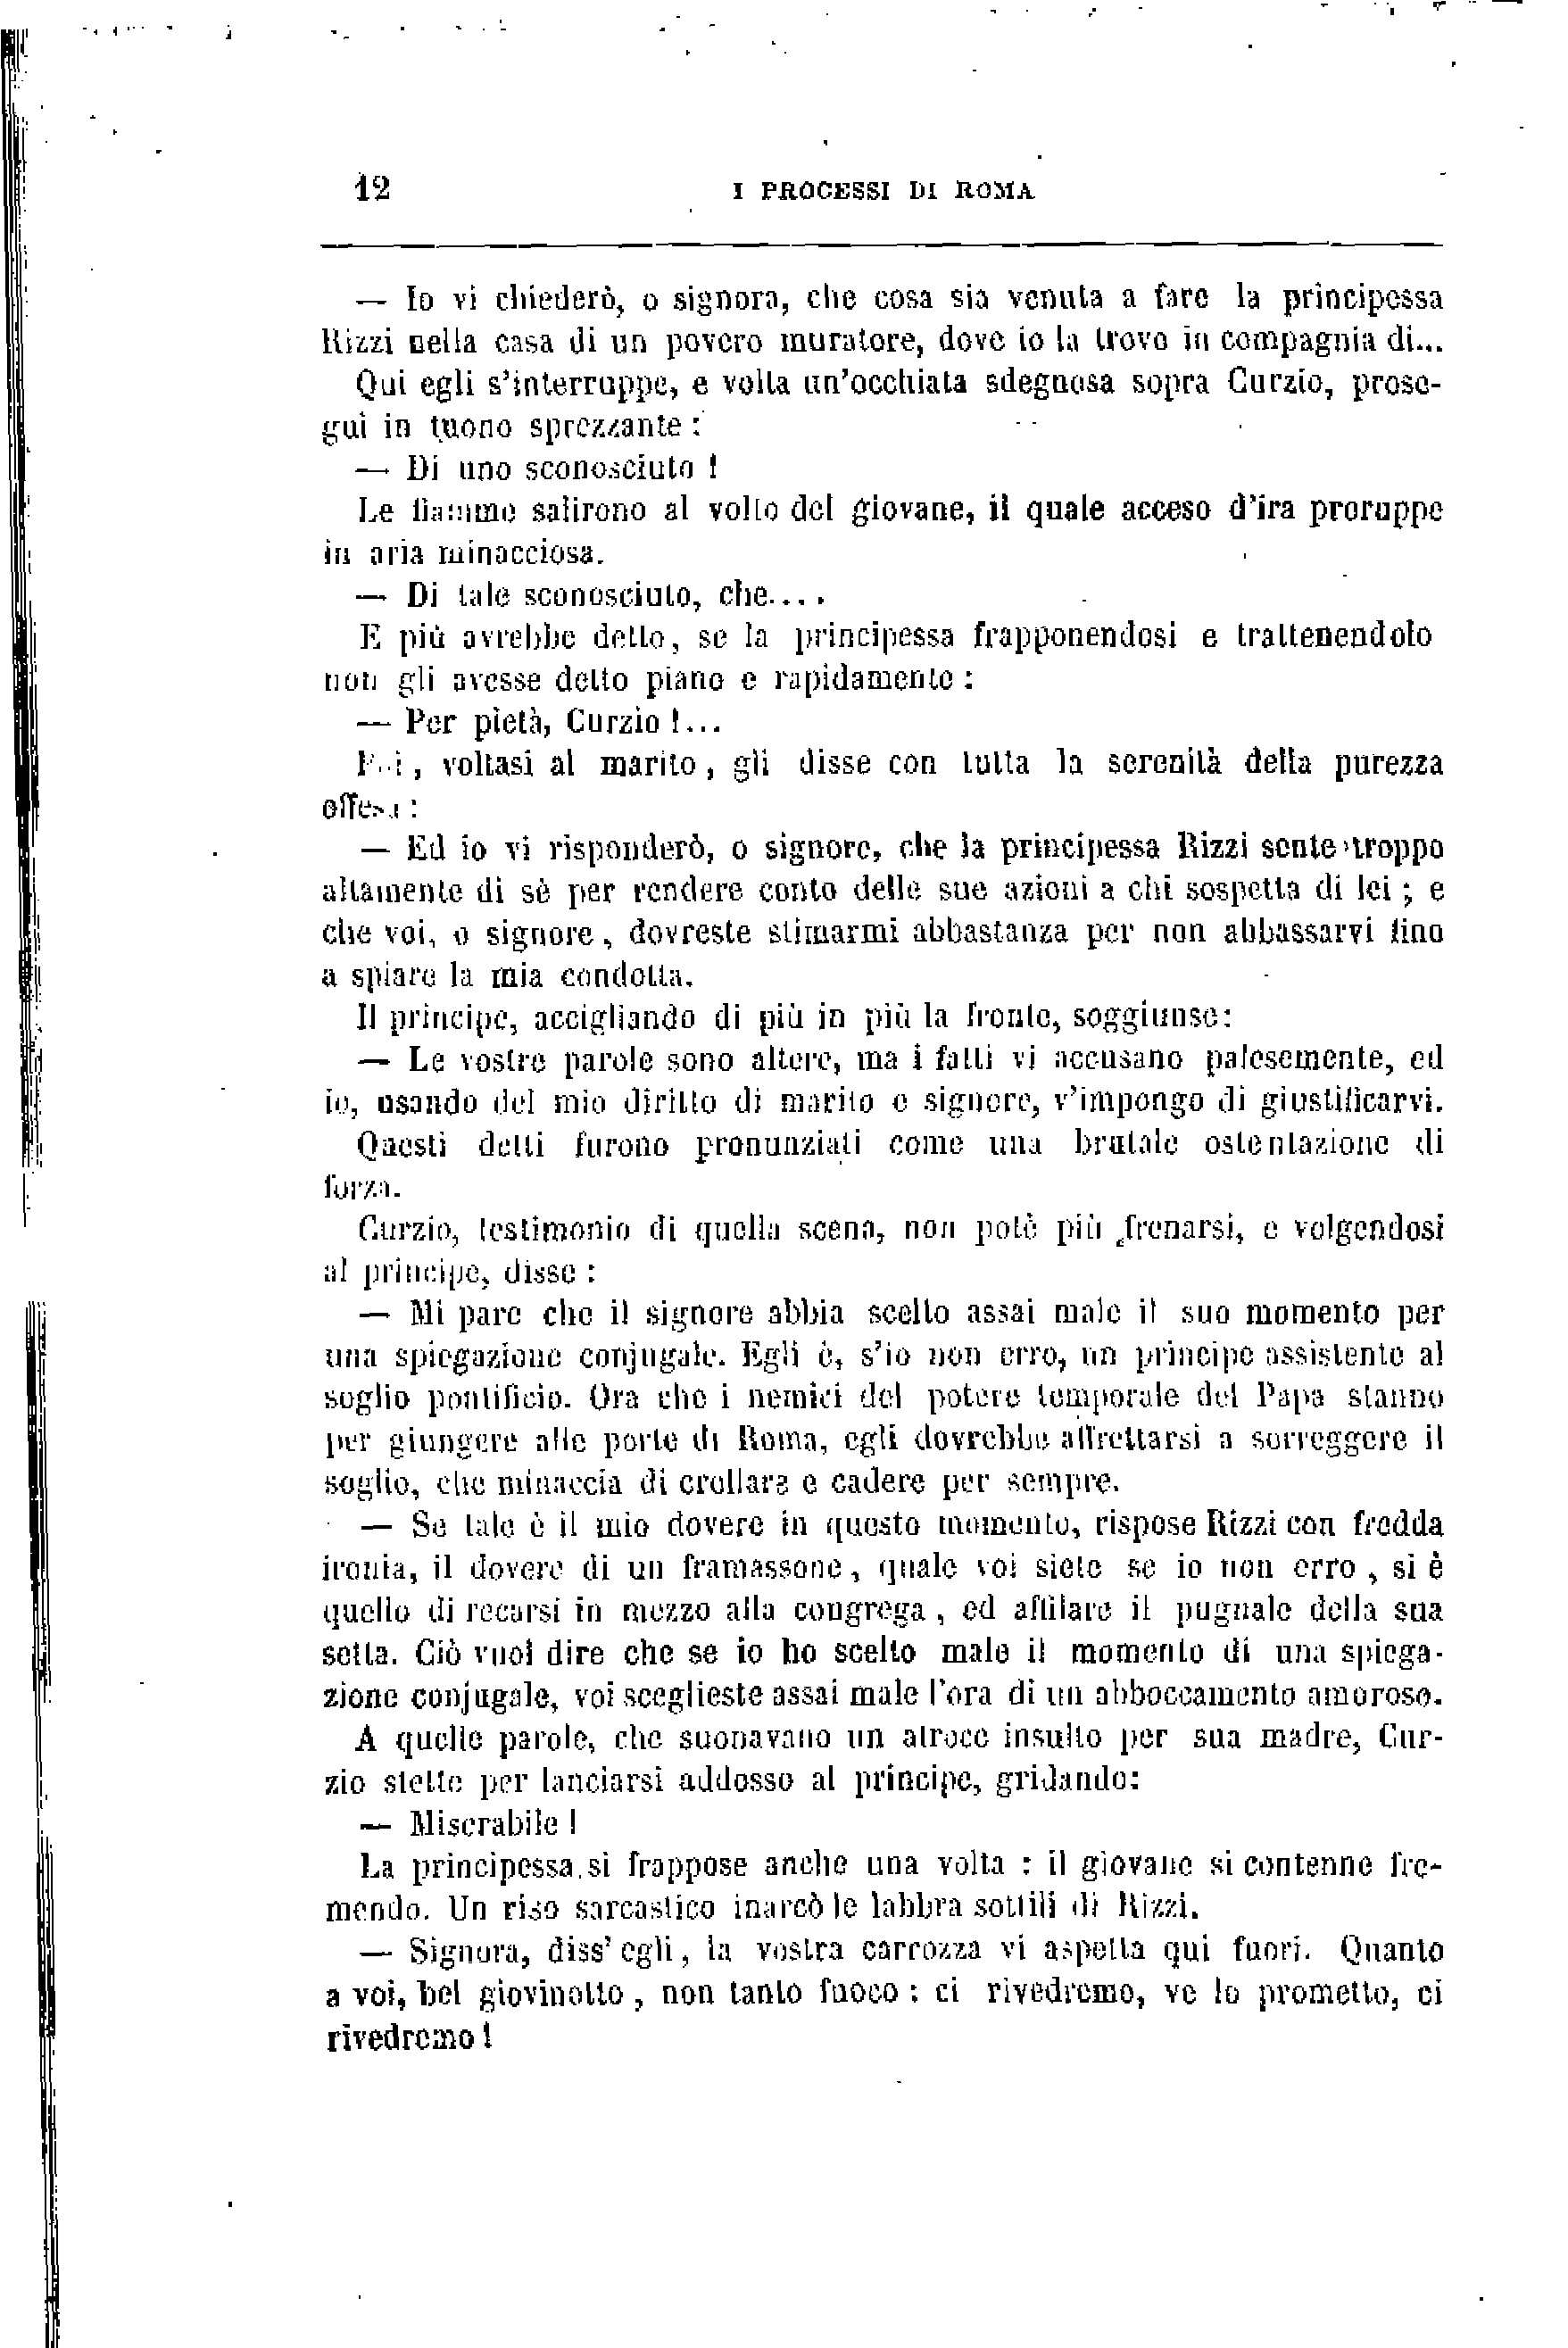 12 I PROCESSI DI ROMA
— Io vi chiederò, o signora, che cosa sia venuta a fare la principessa
Rizzi nella casa di un povero muratore, dove io la trovo in compagnia di...
Qui egli s'interruppe, e volta un'occhiata sdegnosa sopra Curzio, prose-
guì in tuono sprezzante :
— Di uno sconosciuto !
Le fiamme salirono al volto del giovane, il quale acceso d'ira proruppe
in aria minacciosa.
— Di tale sconosciuto, che....
E più avrebbe detto, se la principessa frapponendosi e trattenendolo
non gli avesse detto piano e rapidamente :
— Per pietà, Curzio !...
Poi, voltasi al marito, gli disse con tutta la serenità della purezza
offesa :
— Ed io vi risponderò, o signore, che la principessa Rizzi sente troppo
altamente di sè per rendere conto delle sue azioni a chi sospetta di lei ; e
che voi, o signore, dovreste stimarmi abbastanza per non abbassarvi fino
a spiare la mia condotta.
Il principe, accigliando di più in più la fronte, soggiunse:
— Le vostre parole sono altere, ma i fatti vi accusano palesemente, ed
io, usando del mio diritto di marito e signore, v'impongo di giustificarvi.
Questi detti furono pronunziati come una brutale ostentazione di
forza.
Curzio, testimonio di quella scena, non potè più frenarsi, e volgendosi
al principe, disse :
— Mi pare che il signore abbia scelto assai male il suo momento per
una spiegazione conjugale. Egli è, s'io non erro, un principe assistente al
soglio pontificio. Ora che i nemici del potere temporale del Papa stanno
per giungere alle porte di Roma, egli dovrebbe affrettarsi a sorreggere il
soglio, che minaccia di crollare e cadere per sempre.
— Se tale è il mio dovere in questo momento, rispose Rizzi con fredda
ironia, il dovere di un framassone, quale voi siete se io non erro, si è
quello di recarsi in mezzo alla congrega, ed affilare il pugnale della sua
setta. Ciò vuol dire che se io ho scelto male il momento di una spiega-
zione conjugale, voi sceglieste assai male l'ora di un abboccamento amoroso.
A quelle parole, che suonavano un atroce insulto per sua madre, Cur-
zio stette per lanciarsi addosso al principe, gridando:
— Miserabile !
La principessa si frappose anche una volta : il giovane si contenne fre-
mendo. Un riso sarcastico inarcò le labbra sottili di Rizzi.
— Signora, diss' egli, la vostra carrozza vi aspetta qui fuori. Quanto
a voi, bel giovinotto, non tanto fuoco : ci rivedremo, ve lo prometto, ci
rivedremo !